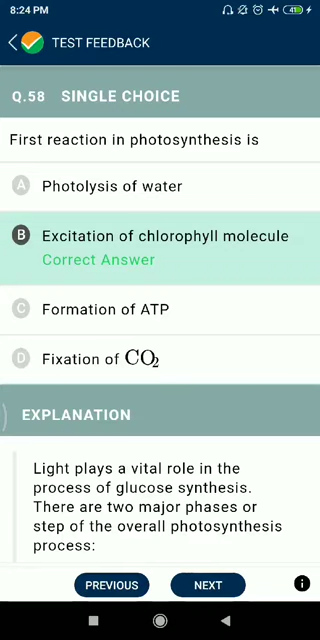 8:24 PM
41
TEST FEEDBACK
Q.58 SINGLE CHOICE
First reaction in photosynthesis is
A Photolysis of water
B Excitation of chlorophyll molecule
Correct Answer
C Formation of ATP
D Fixation of CO2
EXPLANATION
Light plays a vital role in the
process of glucose synthesis.
There are two major phases or
step of the overall photosynthesis
process:
PREVIOUS NEXT